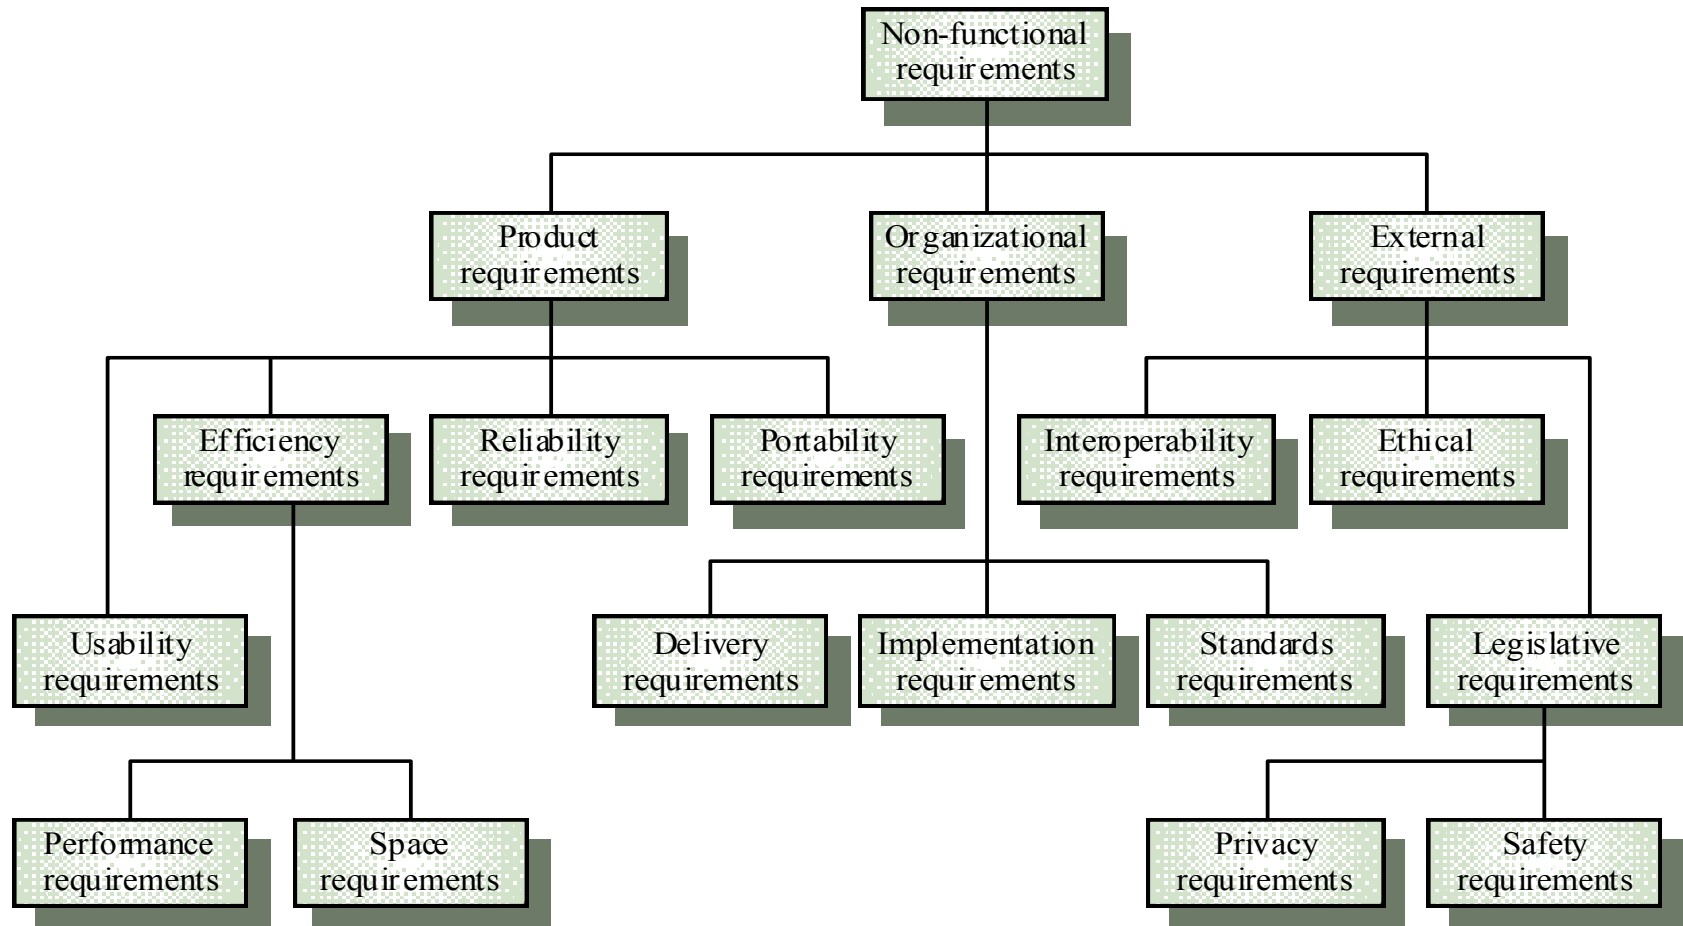 Non-functional
requirements
Product
requirements
Organizational
requirements
External
requirements
Efficiency
requirements
Reliability
requirements
Portability
requirements
Interoperability
requirements
Ethical
requirements
Usability
requirements
Delivery
requirements
Implementation
requirements
Standards
requirements
Legislative
requirements
Performance
requirements
Space
requirements
Privacy
requirements
Safety
requirements